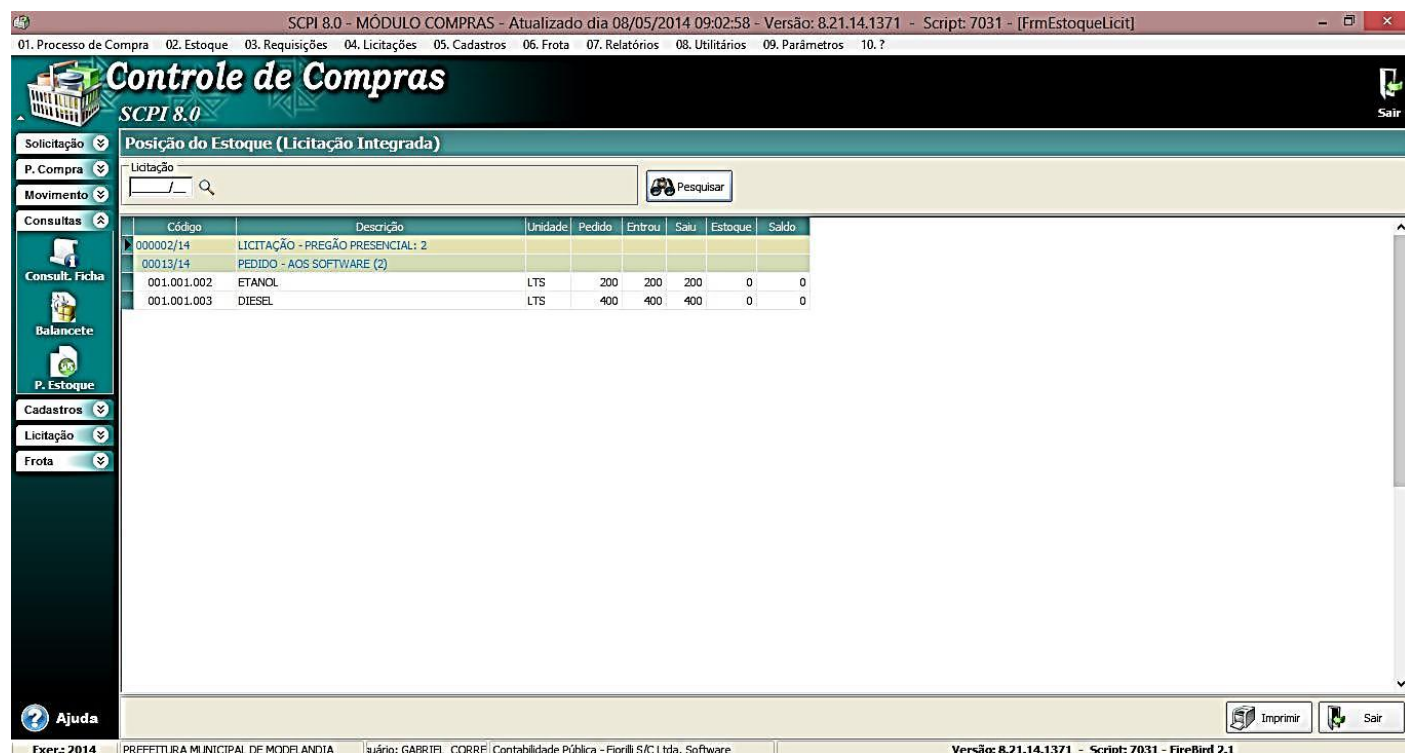 SCPI 8.0 - MÓDULO COMPRAS - Atualizado dia 08/05/2014 09:02:58 - Versão: 8.21.14.1371 - Script: 7031 - [FrmEstoqueLicit]
01. Processo de Compra 02. Estoque 03. Requisições 04. Licitações 05. Cadastros 06. Frota 07. Relatórios 08. Utilitários 09. Parâmetros 10. ?
Controle de Compras
SCPI 8.0
Sair
Solicitação
P. Compra
Movimento
Consultas
Consult. Ficha
Balancete
P. Estoque
Cadastros
Licitação
Frota
Ajuda
Posição do Estoque (Licitação Integrada)
Licitação
___/__
Pesquisar
Código Descrição Unidade Pedido Entrou Saiu Estoque Saldo
000002/14 LICITAÇÃO - PREGÃO PRESENCIAL: 2
00013/14 PEDIDO - AOS SOFTWARE (2)
001.001.002 ETANOL LTS 200 200 200 0 0
001.001.003 DIESEL LTS 400 400 400 0 0
Imprimir
Sair
Exer.: 2014 PREFEITURA MUNICIPAL DE MODELANDIA suário: GABRIEL_CORRE Contabilidade Pública - Fiorilli S/C Ltda. Software Versão: 8.21.14.1371 - Script: 7031 - FireBird 2.1